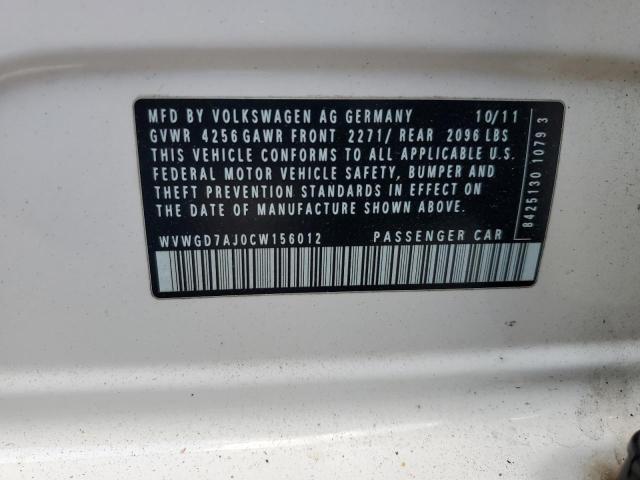 MFD BY VOLKSWAGEN AG GERMANY 10/11
GVWR 4256 GAWR FRONT 2271/ REAR 2096 LBS
THIS VEHICLE CONFORMS TO ALL APPLICABLE U.S.
FEDERAL MOTOR VEHICLE SAFETY, BUMPER AND
THEFT PREVENTION STANDARDS IN EFFECT ON
THE DATE OF MANUFACTURE SHOWN ABOVE.
WVWGD7AJ0CW156012 PASSENGER CAR
8425130 1079 3